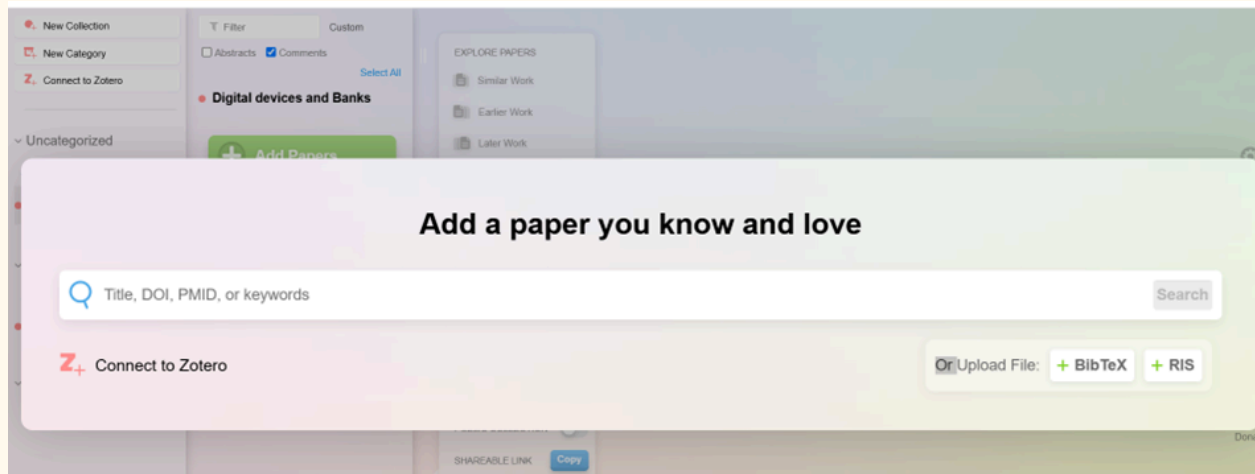 New Collection
New Category
Connect to Zotero
Uncategorized
Filter
Custom
Abstracts
Comments
Select All
Digital devices and Banks
Add Papers
EXPLORE PAPERS
Similar Work
Earlier Work
Later Work
Add a paper you know and love
Title, DOI, PMID, or keywords
Search
Z+ Connect to Zotero
Or Upload File:
+ BibTeX
+ RIS
SHAREABLE LINK
Copy